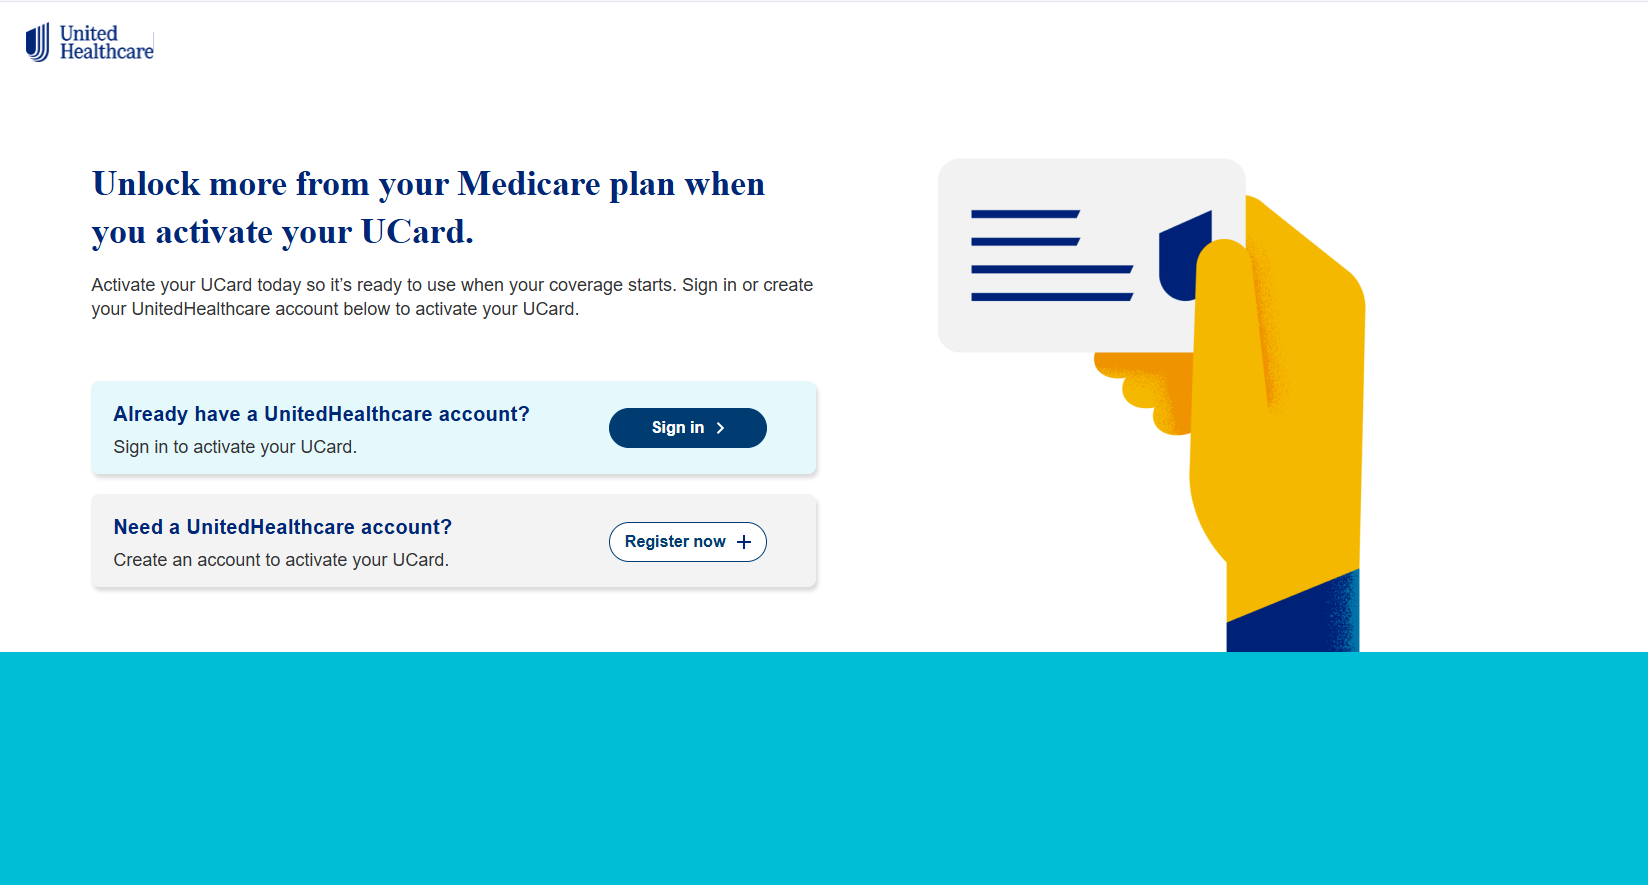 United
Healthcare
Unlock more from your Medicare plan when
you activate your UCard.
Activate your UCard today so it’s ready to use when your coverage starts. Sign in or create
your UnitedHealthcare account below to activate your UCard.
Already have a UnitedHealthcare account?
Sign in to activate your UCard.
Sign in
Need a UnitedHealthcare account?
Create an account to activate your UCard.
Register now